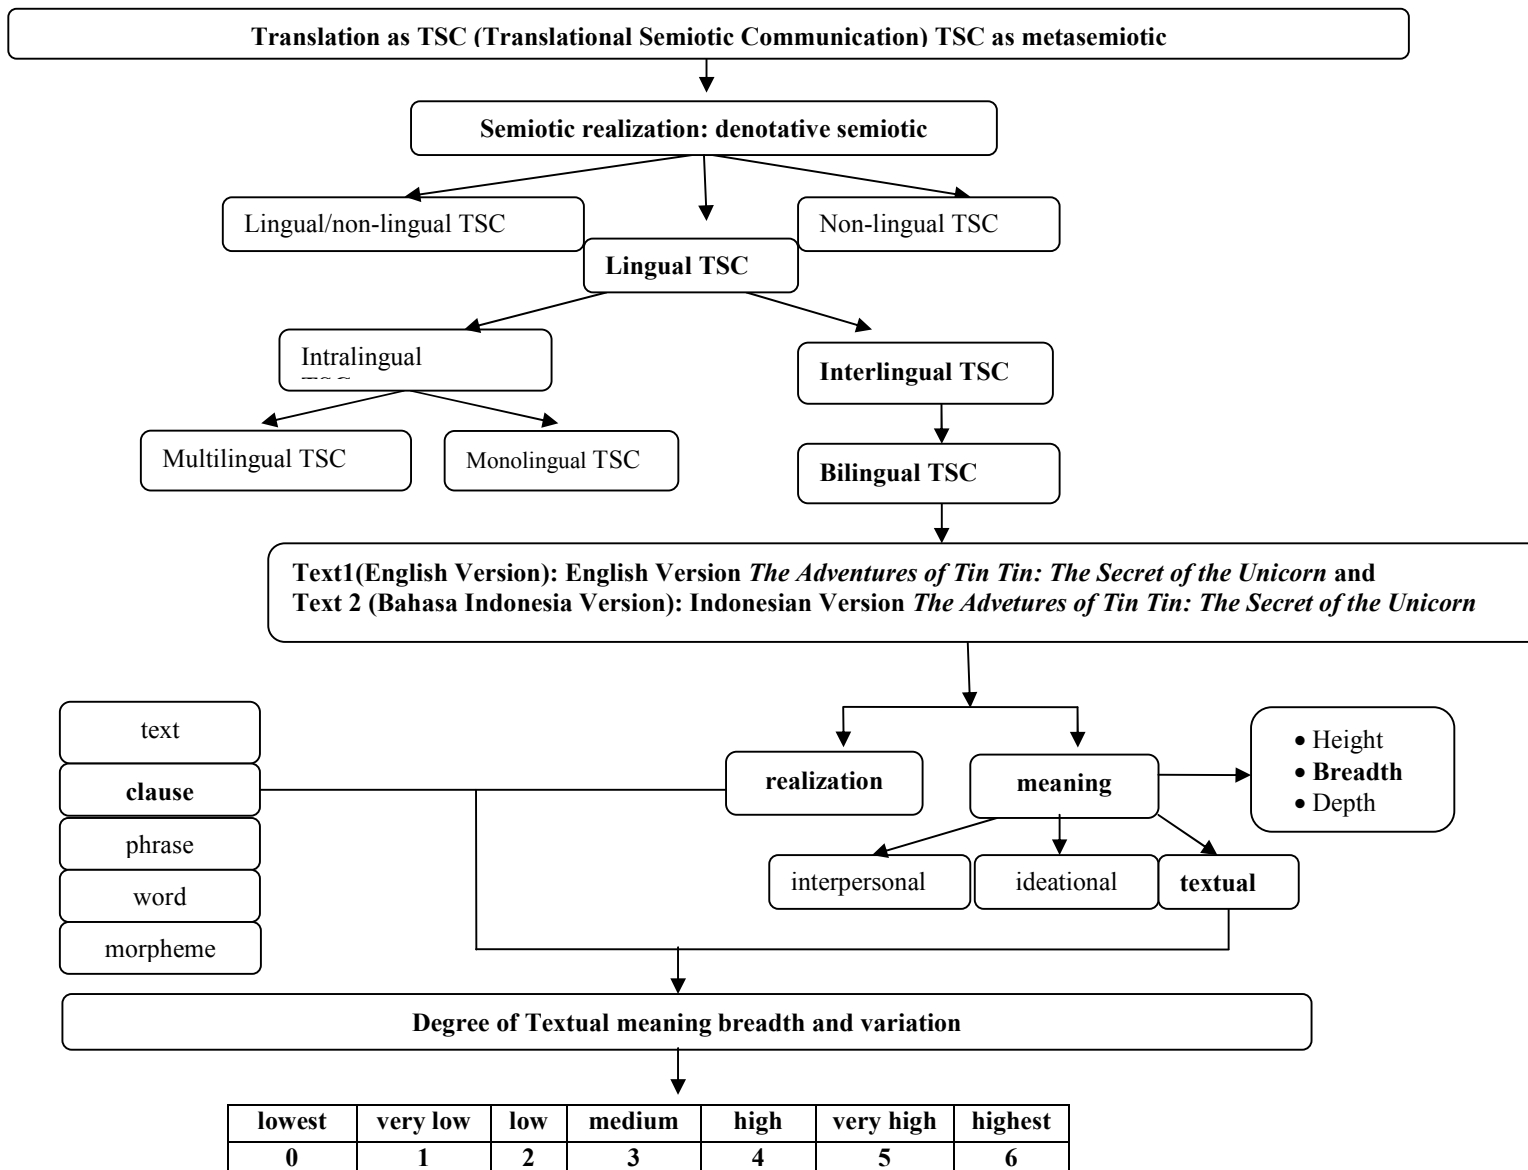 Translation as TSC (Translational Semiotic Communication) TSC as metasemiotic
Semiotic realization: denotative semiotic
Lingual/non-lingual TSC
Non-lingual TSC
Lingual TSC
Intralingual
TSC
Interlingual TSC
Multilingual TSC
Monolingual TSC
Bilingual TSC
Text1(English Version): English Version The Adventures of Tin Tin: The Secret of the Unicorn and
Text 2 (Bahasa Indonesia Version): Indonesian Version The Advetures of Tin Tin: The Secret of the Unicorn
text
clause
phrase
word
morpheme
realization
meaning
• Height
• Breadth
• Depth
interpersonal
ideational
textual
Degree of Textual meaning breadth and variation
lowest very low low medium high very high highest
0 1 2 3 4 5 6